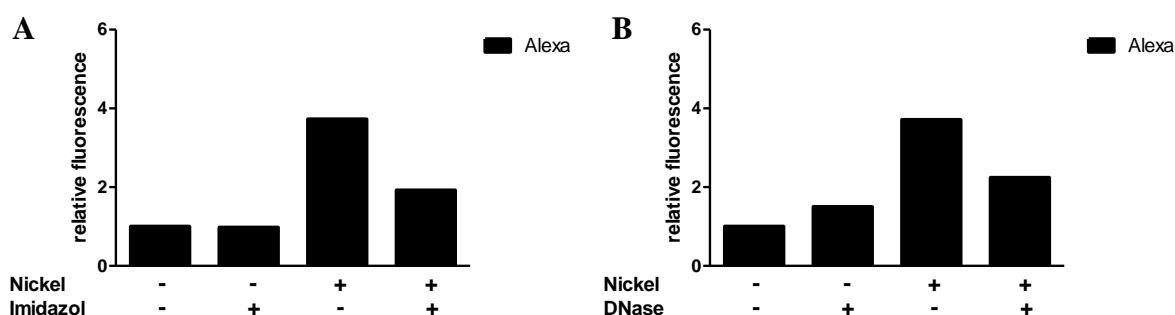 A
relative fluorescence
6
4
2
0
Alexa
Nickel - - + +
Imidazol - + - +
B
relative fluorescence
6
4
2
0
Alexa
Nickel - - + +
DNase - + - +